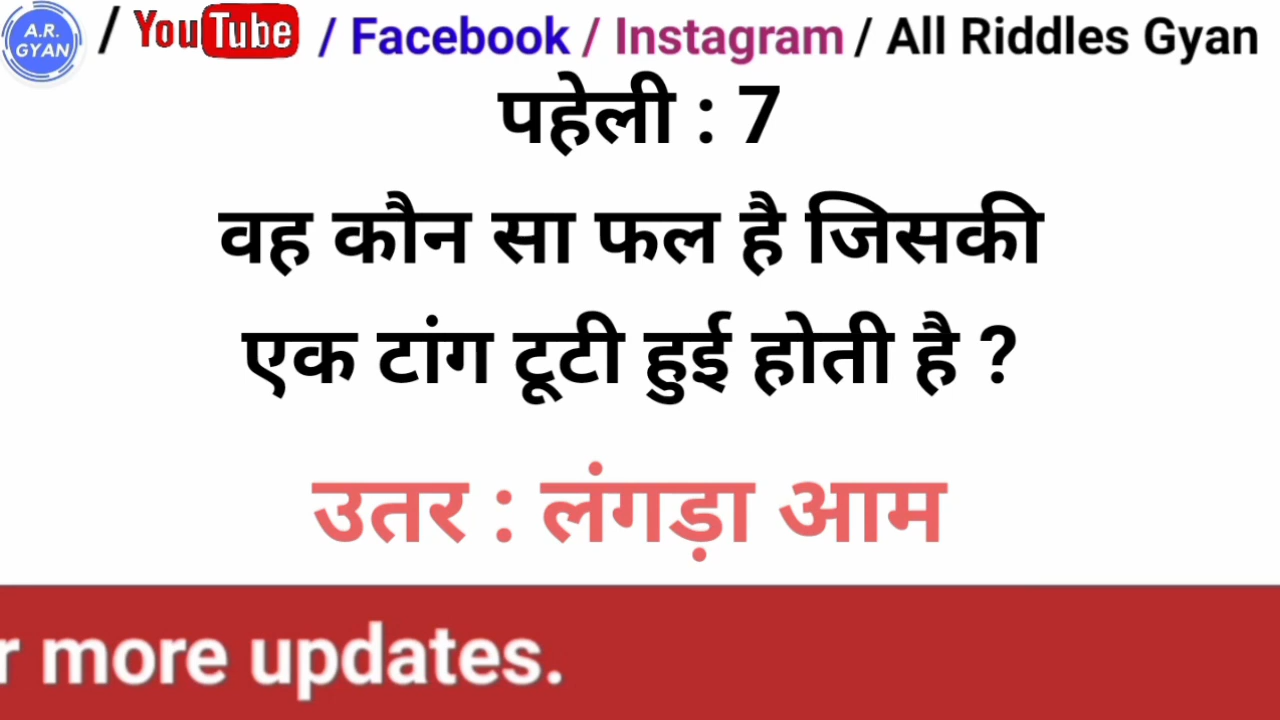 A.R. GYAN / YouTube / Facebook / Instagram / All Riddles Gyan
पहेली : 7
वह कौन सा फल है जिसकी
एक टांग टूटी हुई होती है ?
उतर : लंगड़ा आम
r more updates.